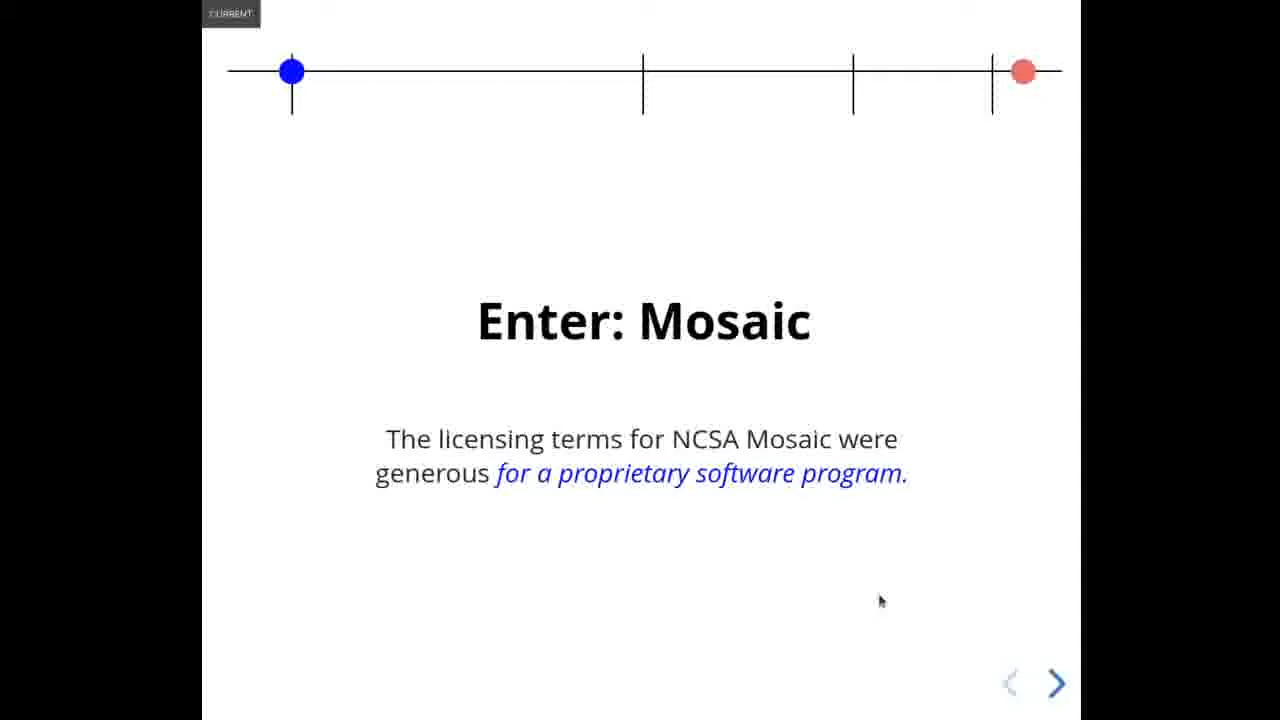 CURRENT
Enter: Mosaic
The licensing terms for NCSA Mosaic were
generous for a proprietary software program.